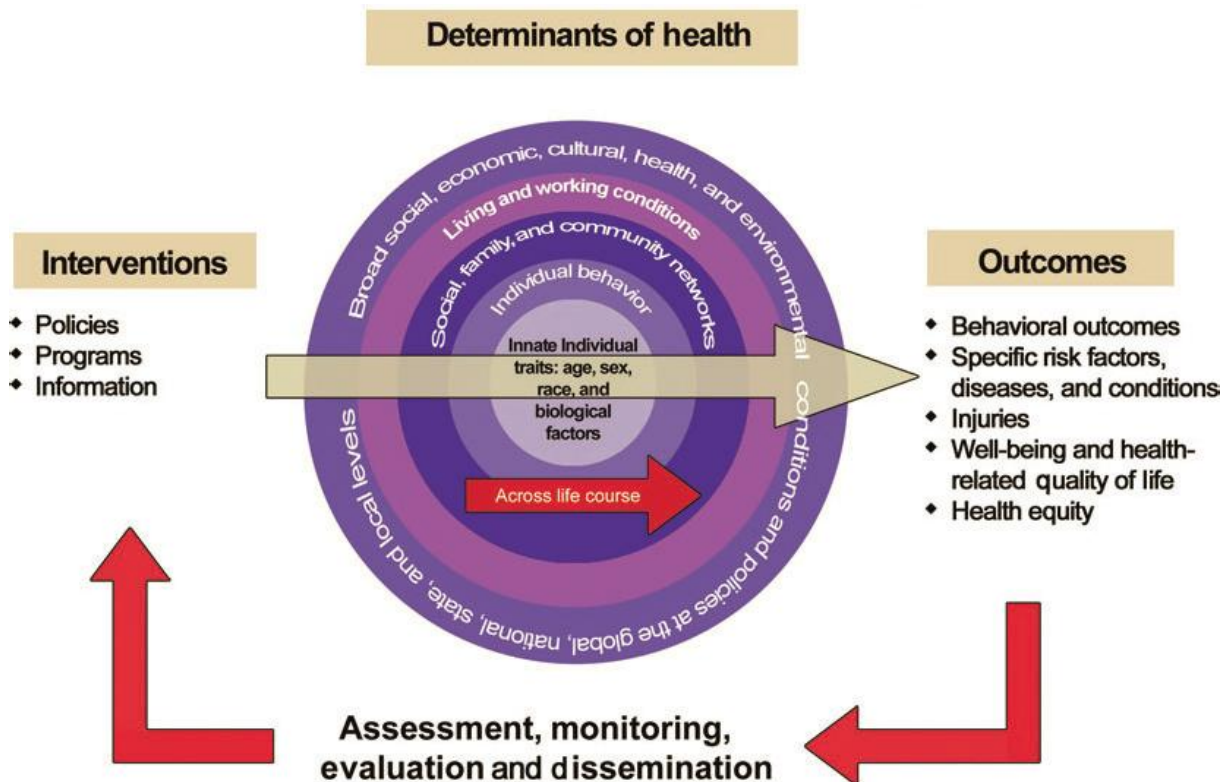 Determinants of health
Interventions
Policies
Programs
Information
Broad social, economic, cultural, health, and environmental conditions and policies at the global, national, state, and local levels
Living and working conditions
Social, family, and community networks
Individual behavior
Innate Individual
traits: age, sex,
race, and
biological
factors
Across life course
Outcomes
Behavioral outcomes
Specific risk factors,
diseases, and conditions
Injuries
Well-being and health-
related quality of life
Health equity
Assessment, monitoring,
evaluation and dissemination